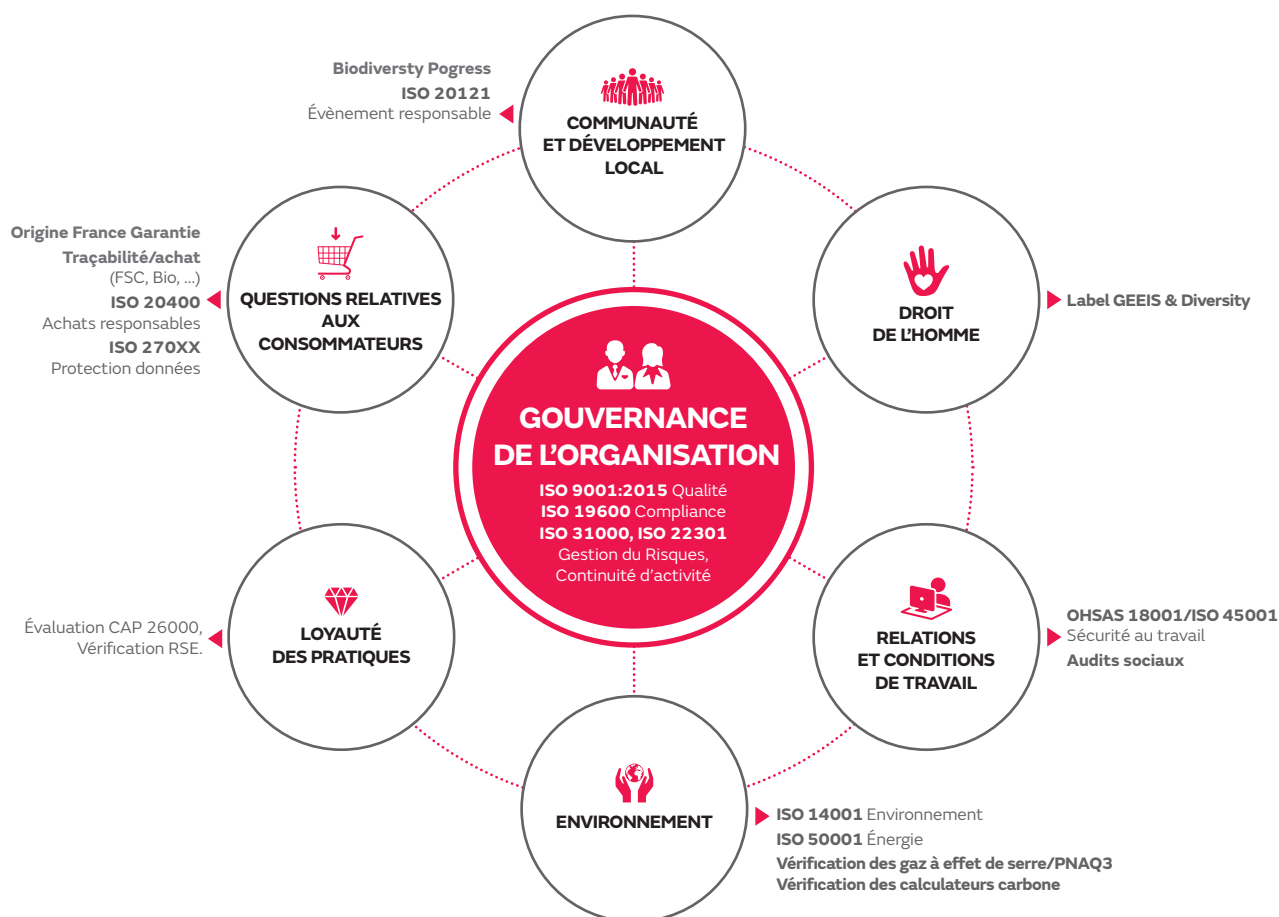 Biodiversty Pogress
ISO 20121
Évènement responsable
COMMUNAUTÉ
ET DÉVELOPPEMENT
LOCAL
Origine France Garantie
Traçabilité/achat
(FSC, Bio, ...)
ISO 20400
Achats responsables
ISO 270XX
Protection données
QUESTIONS RELATIVES
AUX
CONSOMMATEURS
DROIT
DE L’HOMME
Label GEEIS & Diversity
GOUVERNANCE
DE L’ORGANISATION
ISO 9001:2015 Qualité
ISO 19600 Compliance
ISO 31000, ISO 22301
Gestion du Risques,
Continuité d’activité
Évaluation CAP 26000,
Vérification RSE.
LOYAUTÉ
DES PRATIQUES
RELATIONS
ET CONDITIONS
DE TRAVAIL
OHSAS 18001/ISO 45001
Sécurité au travail
Audits sociaux
ENVIRONNEMENT
ISO 14001 Environnement
ISO 50001 Énergie
Vérification des gaz à effet de serre/PNAQ3
Vérification des calculateurs carbone